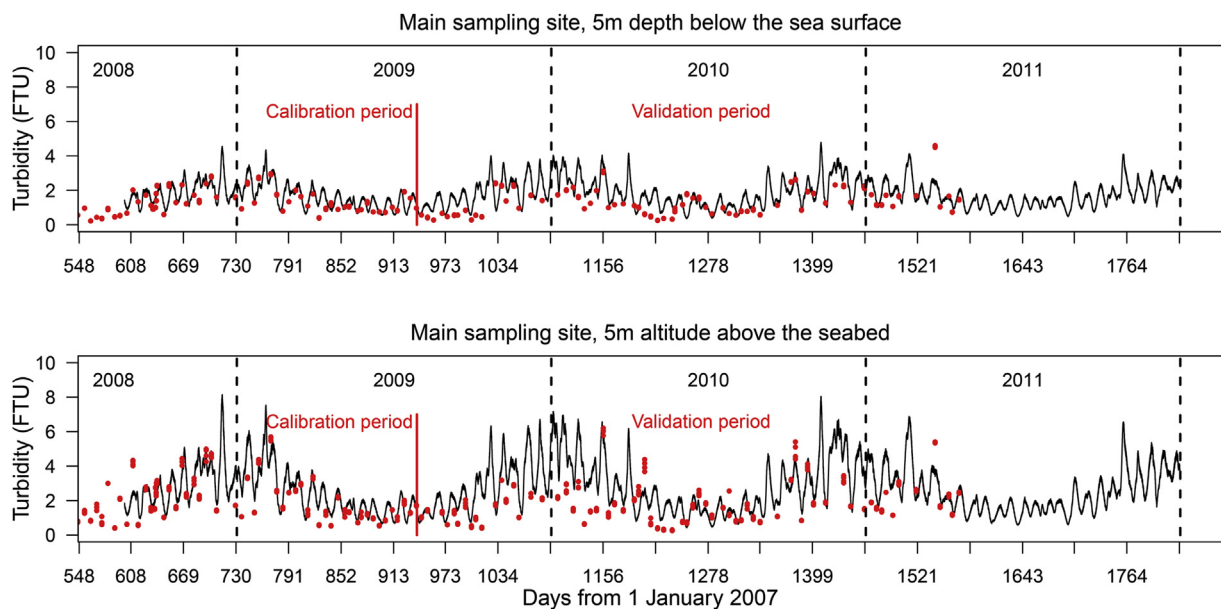 Main sampling site, 5m depth below the sea surface
10
8
6
4
2
0
Turbidity (FTU)
2008
2009
2010
2011
Calibration period
Validation period
548 608 669 730 791 852 913 973 1034 1156 1278 1399 1521 1643 1764
Main sampling site, 5m altitude above the seabed
10
8
6
4
2
0
Turbidity (FTU)
2008
2009
2010
2011
Calibration period
Validation period
548 608 669 730 791 852 913 973 1034 1156 1278 1399 1521 1643 1764
Days from 1 January 2007